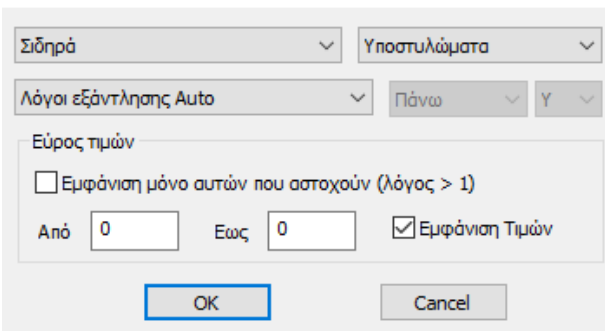 Σιδηρά Υποστυλώματα
Λόγοι εξάντλησης Auto Πάνω Y
Εύρος τιμών
Εμφάνιση μόνο αυτών που αστοχούν (λόγος > 1)
Από 0 Εως 0 Εμφάνιση Τιμών
OK Cancel